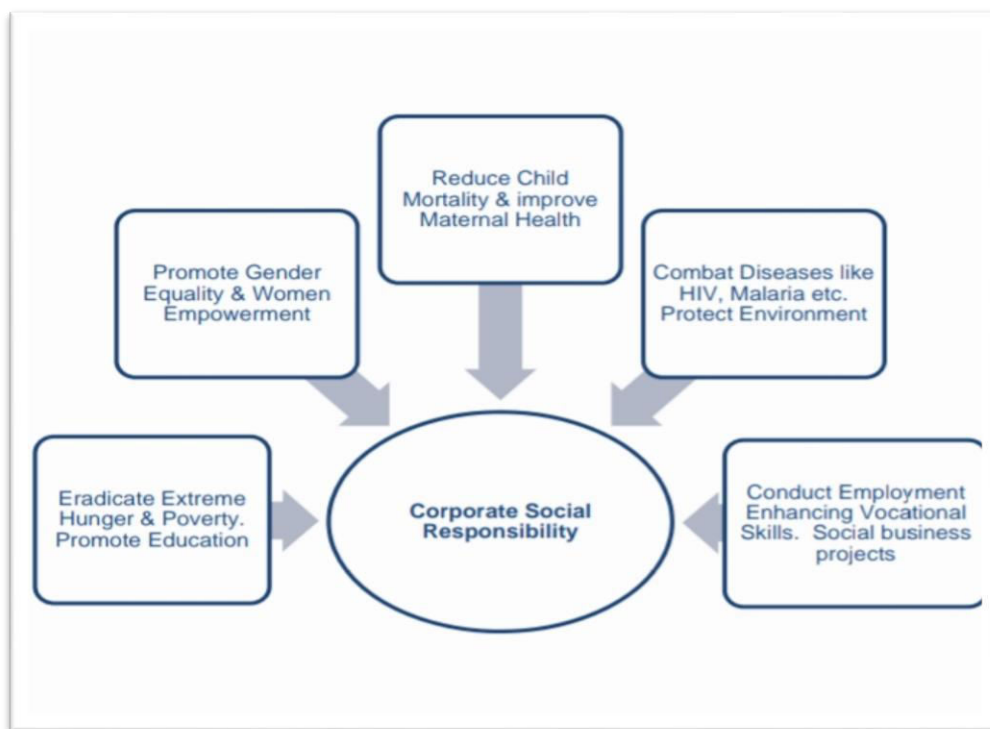 Reduce Child
Mortality & improve
Maternal Health
Promote Gender
Equality & Women
Empowerment
Combat Diseases like
HIV, Malaria etc.
Protect Environment
Eradicate Extreme
Hunger & Poverty.
Promote Education
Corporate Social
Responsibility
Conduct Employment
Enhancing Vocational
Skills. Social business
projects